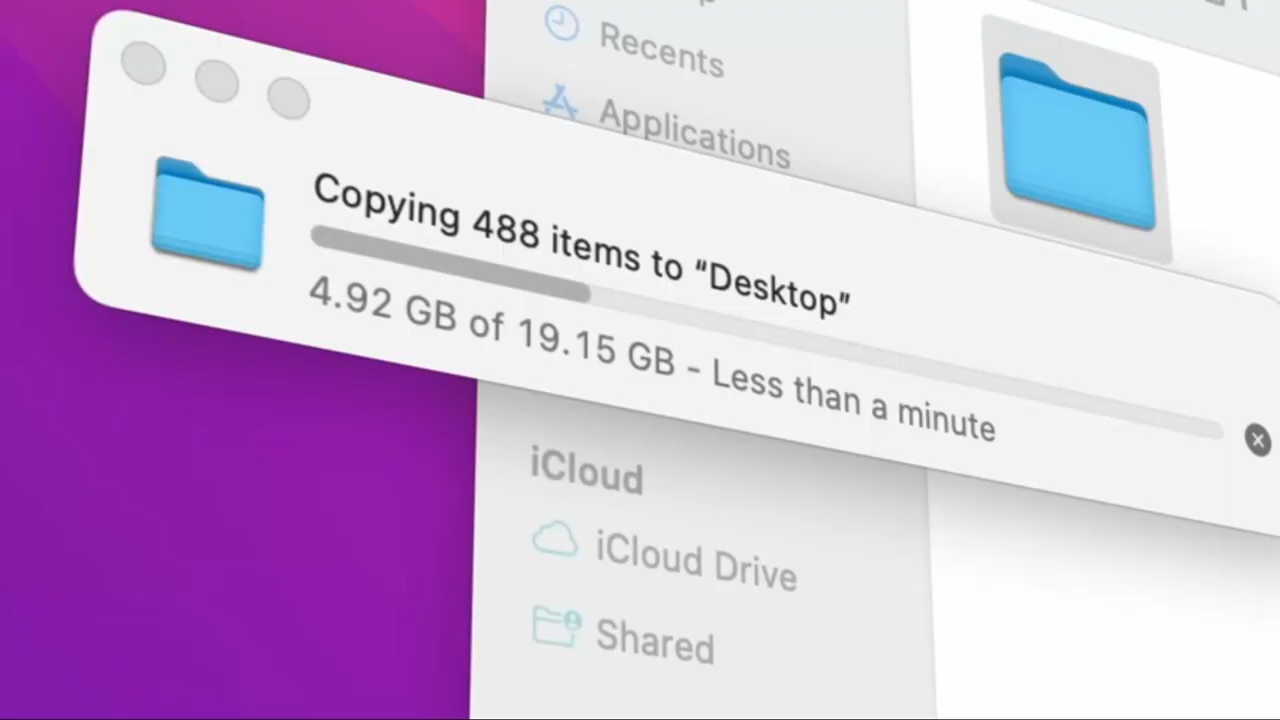 Recents
Applications
Copying 488 items to “Desktop”
4.92 GB of 19.15 GB - Less than a minute
iCloud
iCloud Drive
Shared